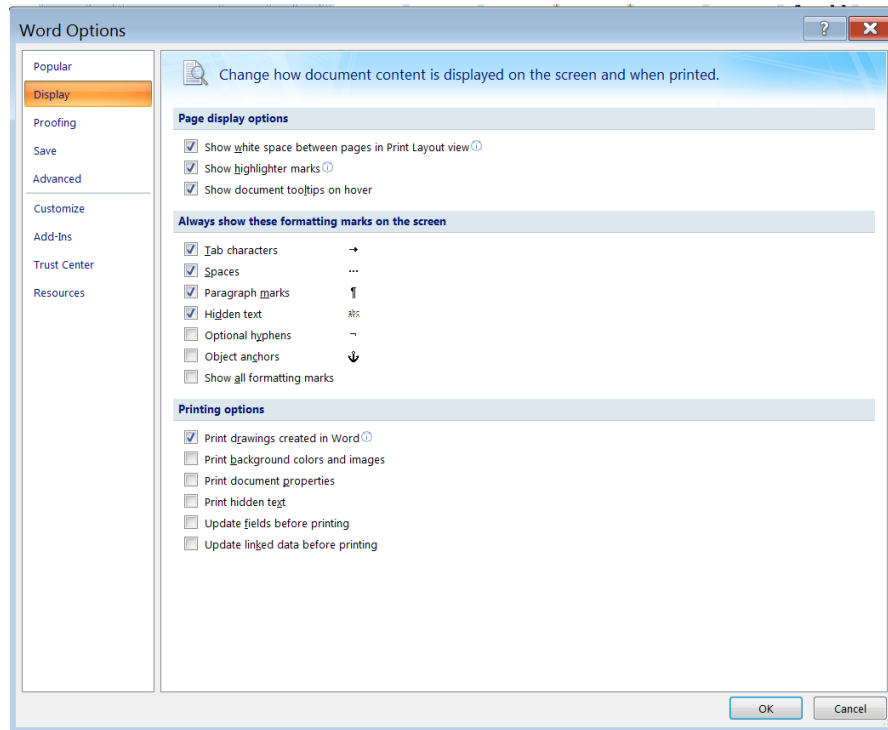 Word Options
?
Popular
Display
Proofing
Save
Advanced
Customize
Add-Ins
Trust Center
Resources
Change how document content is displayed on the screen and when printed.
Page display options
Show white space between pages in Print Layout view
Show highlighter marks
Show document tooltips on hover
Always show these formatting marks on the screen
Tab characters →
Spaces ...
Paragraph marks ¶
Hidden text abc
Optional hyphens ¬
Object anchors
Show all formatting marks
Printing options
Print drawings created in Word
Print background colors and images
Print document properties
Print hidden text
Update fields before printing
Update linked data before printing
OK Cancel